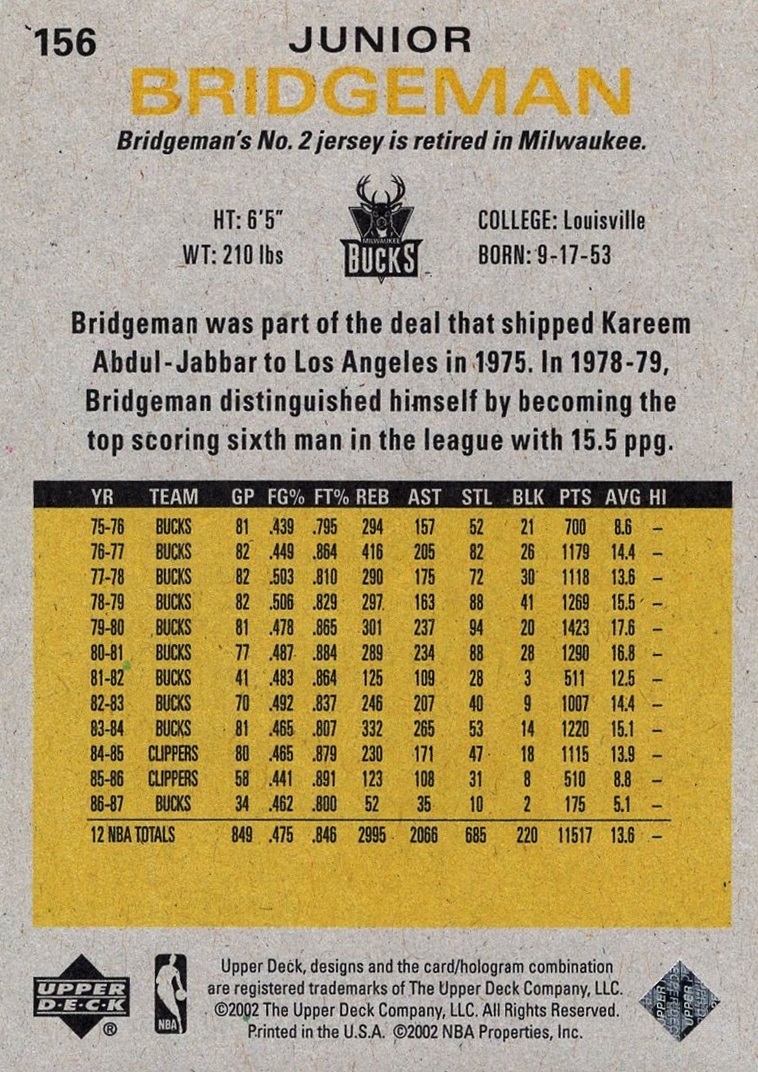 156
JUNIOR
BRIDGEMAN
Bridgeman's No. 2 jersey is retired in Milwaukee.
HT: 6'5"
WT: 210 lbs
MILWAUKEE
BUCKS
COLLEGE: Louisville
BORN: 9-17-53
Bridgeman was part of the deal that shipped Kareem
Abdul-Jabbar to Los Angeles in 1975. In 1978-79,
Bridgeman distinguished himself by becoming the
top scoring sixth man in the league with 15.5 ppg.
YR TEAM GP FG% FT% REB AST STL BLK PTS AVG HI
75-76 BUCKS 81 .439 .795 294 157 52 21 700 8.6 –
76-77 BUCKS 82 .449 .864 416 205 82 26 1179 14.4 –
77-78 BUCKS 82 .503 .810 290 175 72 30 1118 13.6 –
78-79 BUCKS 82 .506 .829 297 163 88 41 1269 15.5 –
79-80 BUCKS 81 .478 .865 301 237 94 20 1423 17.6 –
80-81 BUCKS 77 .487 .884 289 234 88 28 1290 16.8 –
81-82 BUCKS 41 .483 .864 125 109 28 3 511 12.5 –
82-83 BUCKS 70 .492 .837 246 207 40 9 1007 14.4 –
83-84 BUCKS 81 .465 .807 332 265 53 14 1220 15.1 –
84-85 CLIPPERS 80 .465 .879 230 171 47 18 1115 13.9 –
85-86 CLIPPERS 58 .441 .891 123 108 31 8 510 8.8 –
86-87 BUCKS 34 .462 .800 52 35 10 2 175 5.1 –
12 NBA TOTALS 849 .475 .846 2995 2066 685 220 11517 13.6 –
UPPER
D·E·C·K
®
NBA
Upper Deck, designs and the card/hologram combination
are registered trademarks of The Upper Deck Company, LLC.
©2002 The Upper Deck Company, LLC. All Rights Reserved.
Printed in the U.S.A. ©2002 NBA Properties, Inc.
UPPER
UPPER